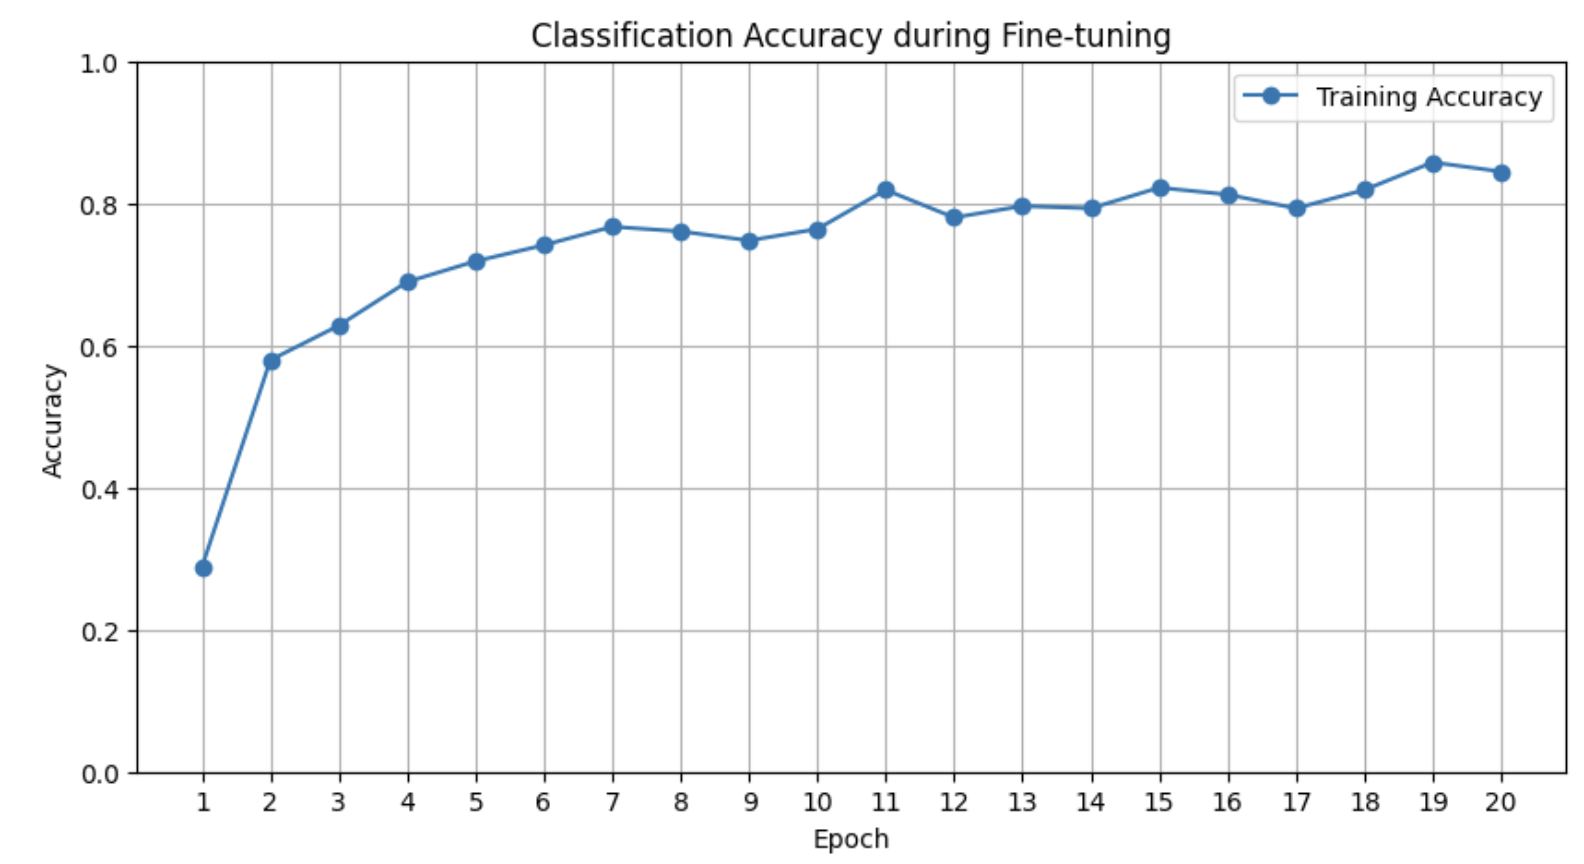 Classification Accuracy during Fine-tuning
1.0
Training Accuracy
0.8
0.6
Accuracy
0.4
0.2
0.0
1 2 3 4 5 6 7 8 9 10 11 12 13 14 15 16 17 18 19 20
Epoch